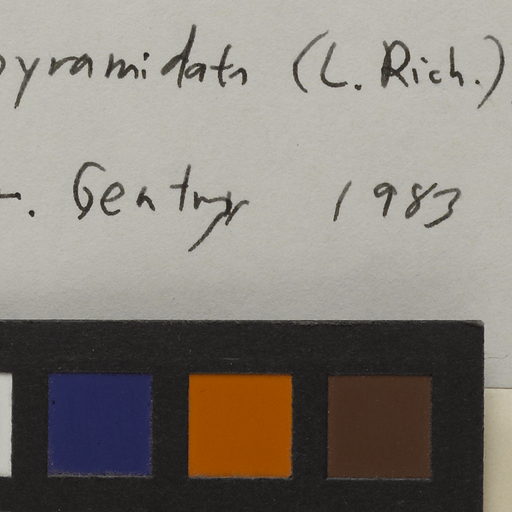 pyramidata (L. Rich.)
. Gentry 1983